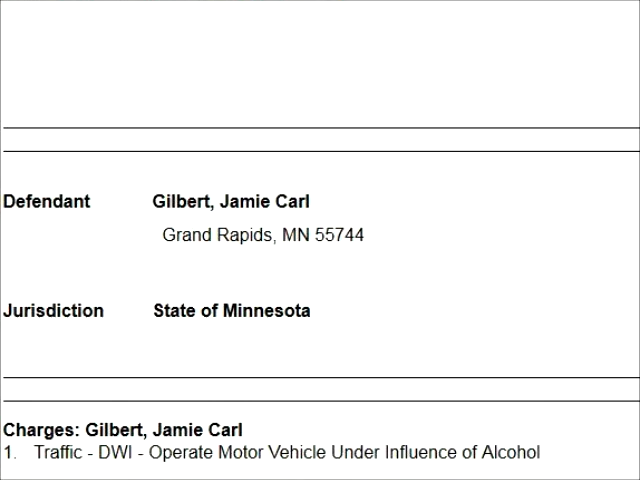 Defendant Gilbert, Jamie Carl
Grand Rapids, MN 55744
Jurisdiction State of Minnesota
Charges: Gilbert, Jamie Carl
1. Traffic - DWI - Operate Motor Vehicle Under Influence of Alcohol